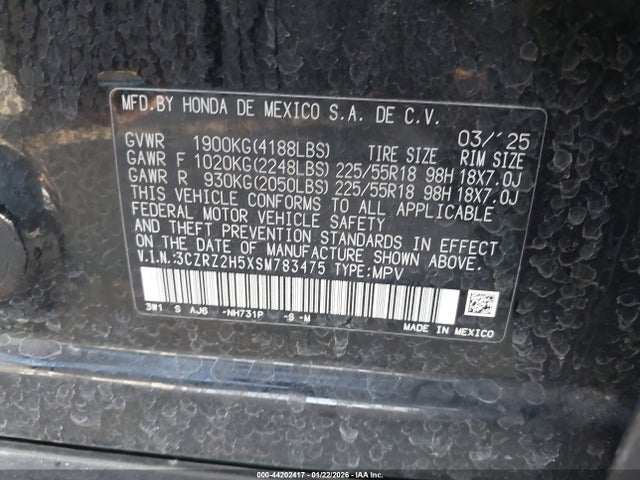 MFD.BY HONDA DE MEXICO S.A. DE C.V.
03/´25
GVWR 1900KG(4188LBS) TIRE SIZE RIM SIZE
GAWR F 1020KG(2248LBS) 225/55R18 98H 18X7.0J
GAWR R 930KG(2050LBS) 225/55R18 98H 18X7.0J
THIS VEHICLE CONFORMS TO ALL APPLICABLE
FEDERAL MOTOR VEHICLE SAFETY
AND THEFT PREVENTION STANDARDS IN EFFECT
ON THE DATE OF MANUFACTURE SHOWN ABOVE.
V.I.N.:3CZRZ2H5XSM783475 TYPE:MPV
3W1 S AJ6 -NH731P -S -M
MADE IN MEXICO
000-44202417 - 01/22/2026 - IAAI.CA